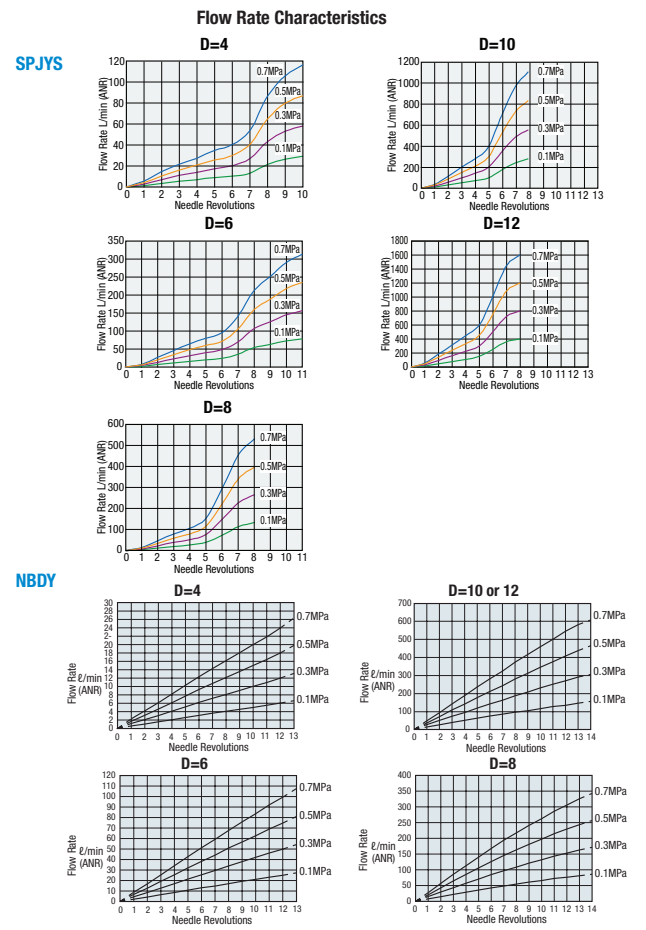 Flow Rate Characteristics
SPJYS
D=4
Flow Rate L/min (ANR)
120
100
80
60
40
20
0
0.7MPa
0.5MPa
0.3MPa
0.1MPa
0 1 2 3 4 5 6 7 8 9 10
Needle Revolutions
D=10
Flow Rate L/min (ANR)
1200
1000
800
600
400
200
0
0.7MPa
0.5MPa
0.3MPa
0.1MPa
0 1 2 3 4 5 6 7 8 9 10 11 12 13
Needle Revolutions
D=6
Flow Rate L/min (ANR)
350
300
250
200
150
100
50
0
0.7MPa
0.5MPa
0.3MPa
0.1MPa
0 1 2 3 4 5 6 7 8 9 10 11
Needle Revolutions
D=12
Flow Rate L/min (ANR)
1800
1600
1400
1200
1000
800
600
400
200
0
0.7MPa
0.5MPa
0.3MPa
0.1MPa
0 1 2 3 4 5 6 7 8 9 10 11 12 13
Needle Revolutions
D=8
Flow Rate L/min (ANR)
600
500
400
300
200
100
0
0.7MPa
0.5MPa
0.3MPa
0.1MPa
0 1 2 3 4 5 6 7 8 9 10 11
Needle Revolutions
NBDY
D=4
Flow Rate
ℓ/min
(ANR)
30
28
26
24
2-
20
18
16
14
12
10
8
6
4
2
0
0.7MPa
0.5MPa
0.3MPa
0.1MPa
0 1 2 3 4 5 6 7 8 9 10 11 12 13
Needle Revolutions
D=10 or 12
Flow Rate
ℓ/min
(ANR)
700
600
500
400
300
200
100
0
0.7MPa
0.5MPa
0.3MPa
0.1MPa
0 1 2 3 4 5 6 7 8 9 10 11 12 13 14
Needle Revolutions
D=6
Flow Rate
ℓ/min
(ANR)
120
110
100
90
80
70
60
50
40
30
20
10
0
0.7MPa
0.5MPa
0.3MPa
0.1MPa
0 1 2 3 4 5 6 7 8 9 10 11 12 13
Needle Revolutions
D=8
Flow Rate
ℓ/min
(ANR)
400
350
300
250
200
150
100
50
0
0.7MPa
0.5MPa
0.3MPa
0.1MPa
0 1 2 3 4 5 6 7 8 9 10 11 12 13 14
Needle Revolutions